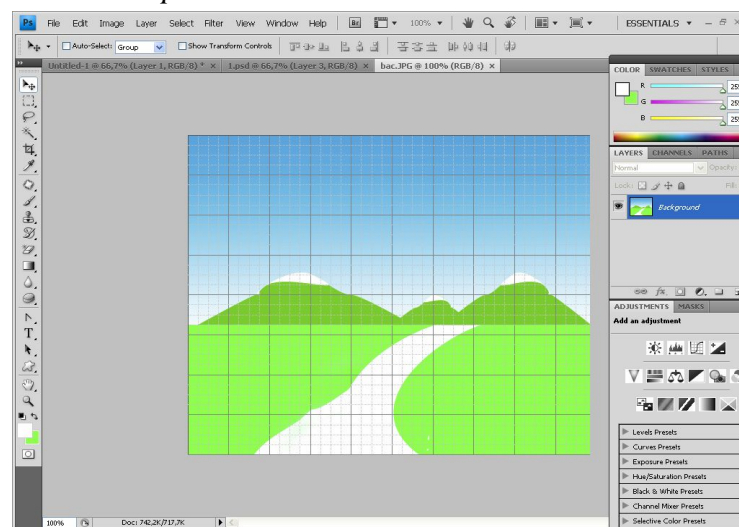 Ps File Edit Image Layer Select Filter View Window Help Br 100% ESSENTIALS
Auto-Select: Group Show Transform Controls
Untitled-1 @ 66,7% (Layer 1, RGB/8) * × 1.psd @ 66,7% (Layer 3, RGB/8) × bac.JPG @ 100% (RGB/8) ×
COLOR SWATCHES STYLES
R 255
G 255
B 255
LAYERS CHANNELS PATHS
Normal Opacity:
Lock: Fill:
Background
fx.
ADJUSTMENTS MASKS
Add an adjustment
Levels Presets
Curves Presets
Exposure Presets
Hue/Saturation Presets
Black & White Presets
Channel Mixer Presets
Selective Color Presets
100% Doc: 742,2K/717,7K